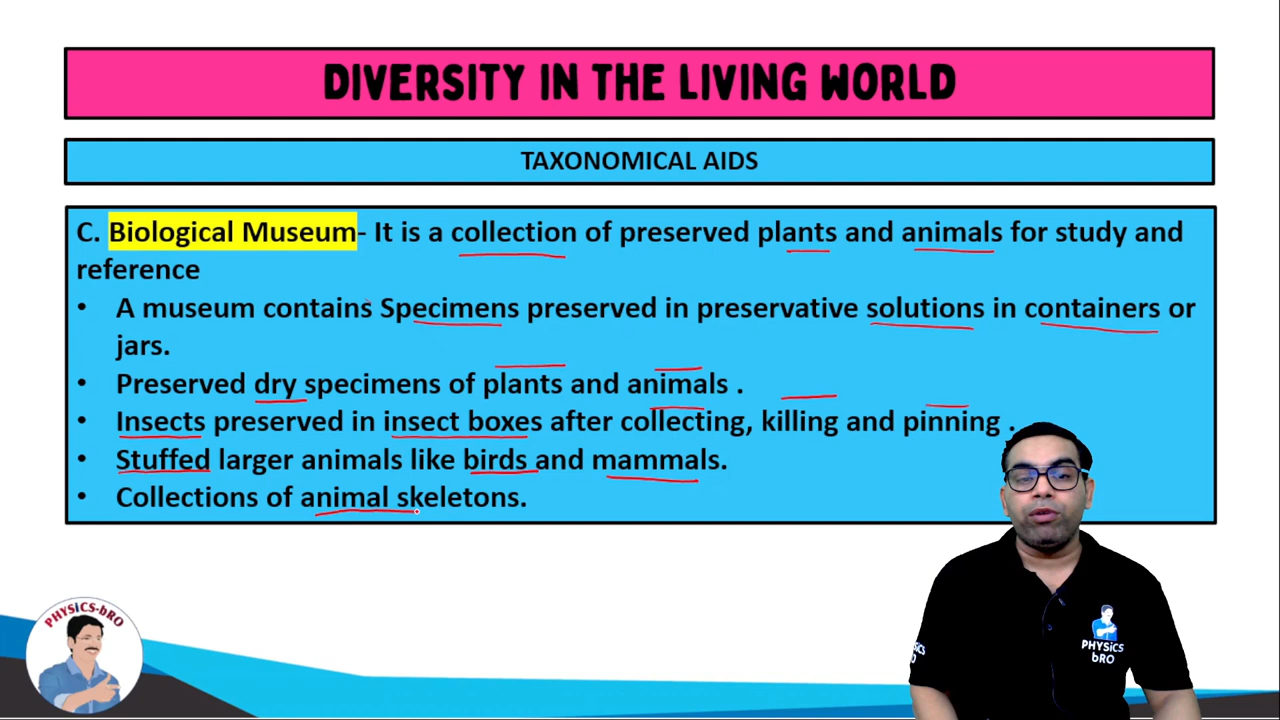 DIVERSITY IN THE LIVING WORLD
TAXONOMICAL AIDS
C. Biological Museum- It is a collection of preserved plants and animals for study and
reference
• A museum contains Specimens preserved in preservative solutions in containers or
jars.
• Preserved dry specimens of plants and animals .
• Insects preserved in insect boxes after collecting, killing and pinning .
• Stuffed larger animals like birds and mammals.
• Collections of animal skeletons.
PHYSiCS-bRO
PHYSiCS
bRO